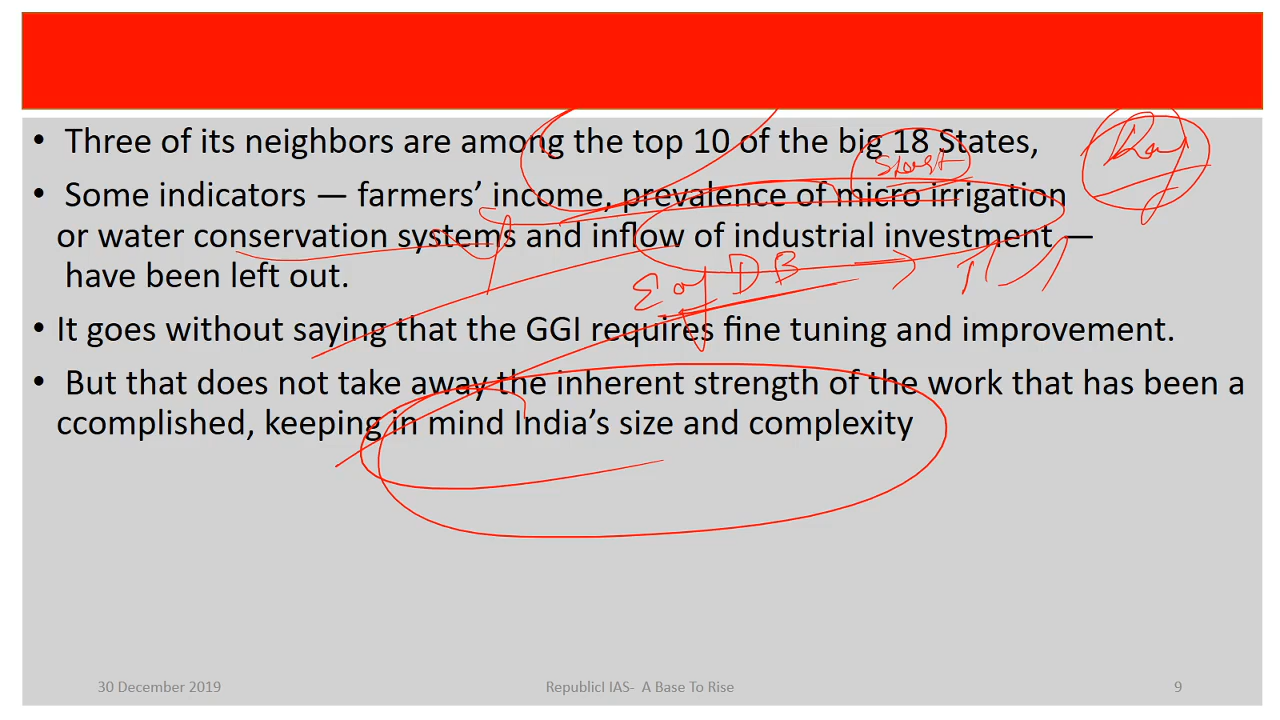 • Three of its neighbors are among the top 10 of the big 18 States,
• Some indicators — farmers’ income, prevalence of micro irrigation
or water conservation systems and inflow of industrial investment —
have been left out.
E of D B
• It goes without saying that the GGI requires fine tuning and improvement.
• But that does not take away the inherent strength of the work that has been a
ccomplished, keeping in mind India’s size and complexity
30 December 2019
RepublicI IAS- A Base To Rise
9